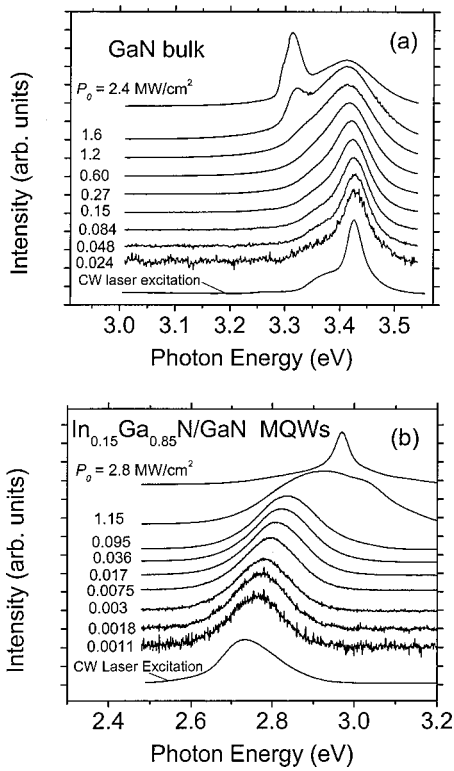 (a)
GaN bulk
P₀ = 2.4 MW/cm²
1.6
1.2
0.60
0.27
0.15
0.084
0.048
0.024
CW laser excitation
Intensity (arb. units)
3.0 3.1 3.2 3.3 3.4 3.5
Photon Energy (eV)
In₀.₁₅Ga₀.₈₅N/GaN MQWs
(b)
P₀ = 2.8 MW/cm²
1.15
0.095
0.036
0.017
0.0075
0.003
0.0018
0.0011
CW Laser Excitation
Intensity (arb. units)
2.4 2.6 2.8 3.0 3.2
Photon Energy (eV)